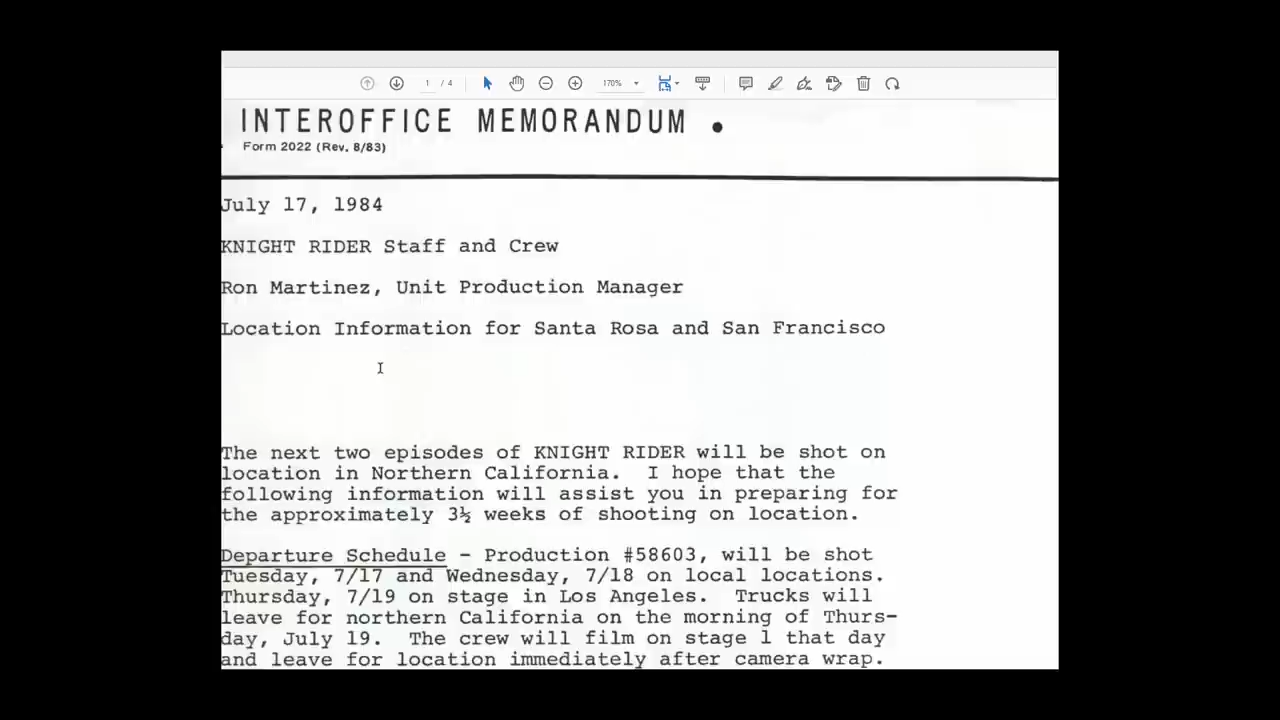 1 / 4 170%
INTEROFFICE MEMORANDUM •
Form 2022 (Rev. 8/83)
July 17, 1984
KNIGHT RIDER Staff and Crew
Ron Martinez, Unit Production Manager
Location Information for Santa Rosa and San Francisco
The next two episodes of KNIGHT RIDER will be shot on
location in Northern California. I hope that the
following information will assist you in preparing for
the approximately 3½ weeks of shooting on location.
Departure Schedule - Production #58603, will be shot
Tuesday, 7/17 and Wednesday, 7/18 on local locations.
Thursday, 7/19 on stage in Los Angeles. Trucks will
leave for northern California on the morning of Thurs-
day, July 19. The crew will film on stage 1 that day
and leave for location immediately after camera wrap.